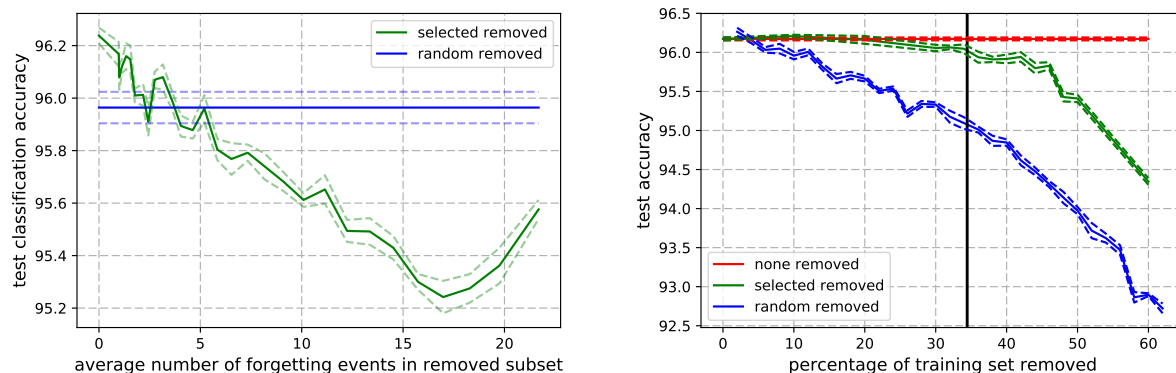 test classification accuracy
96.2
96.0
95.8
95.6
95.4
95.2
0 5 10 15 20
average number of forgetting events in removed subset
selected removed
random removed
test accuracy
96.5
96.0
95.5
95.0
94.5
94.0
93.5
93.0
92.5
0 10 20 30 40 50 60
percentage of training set removed
none removed
selected removed
random removed